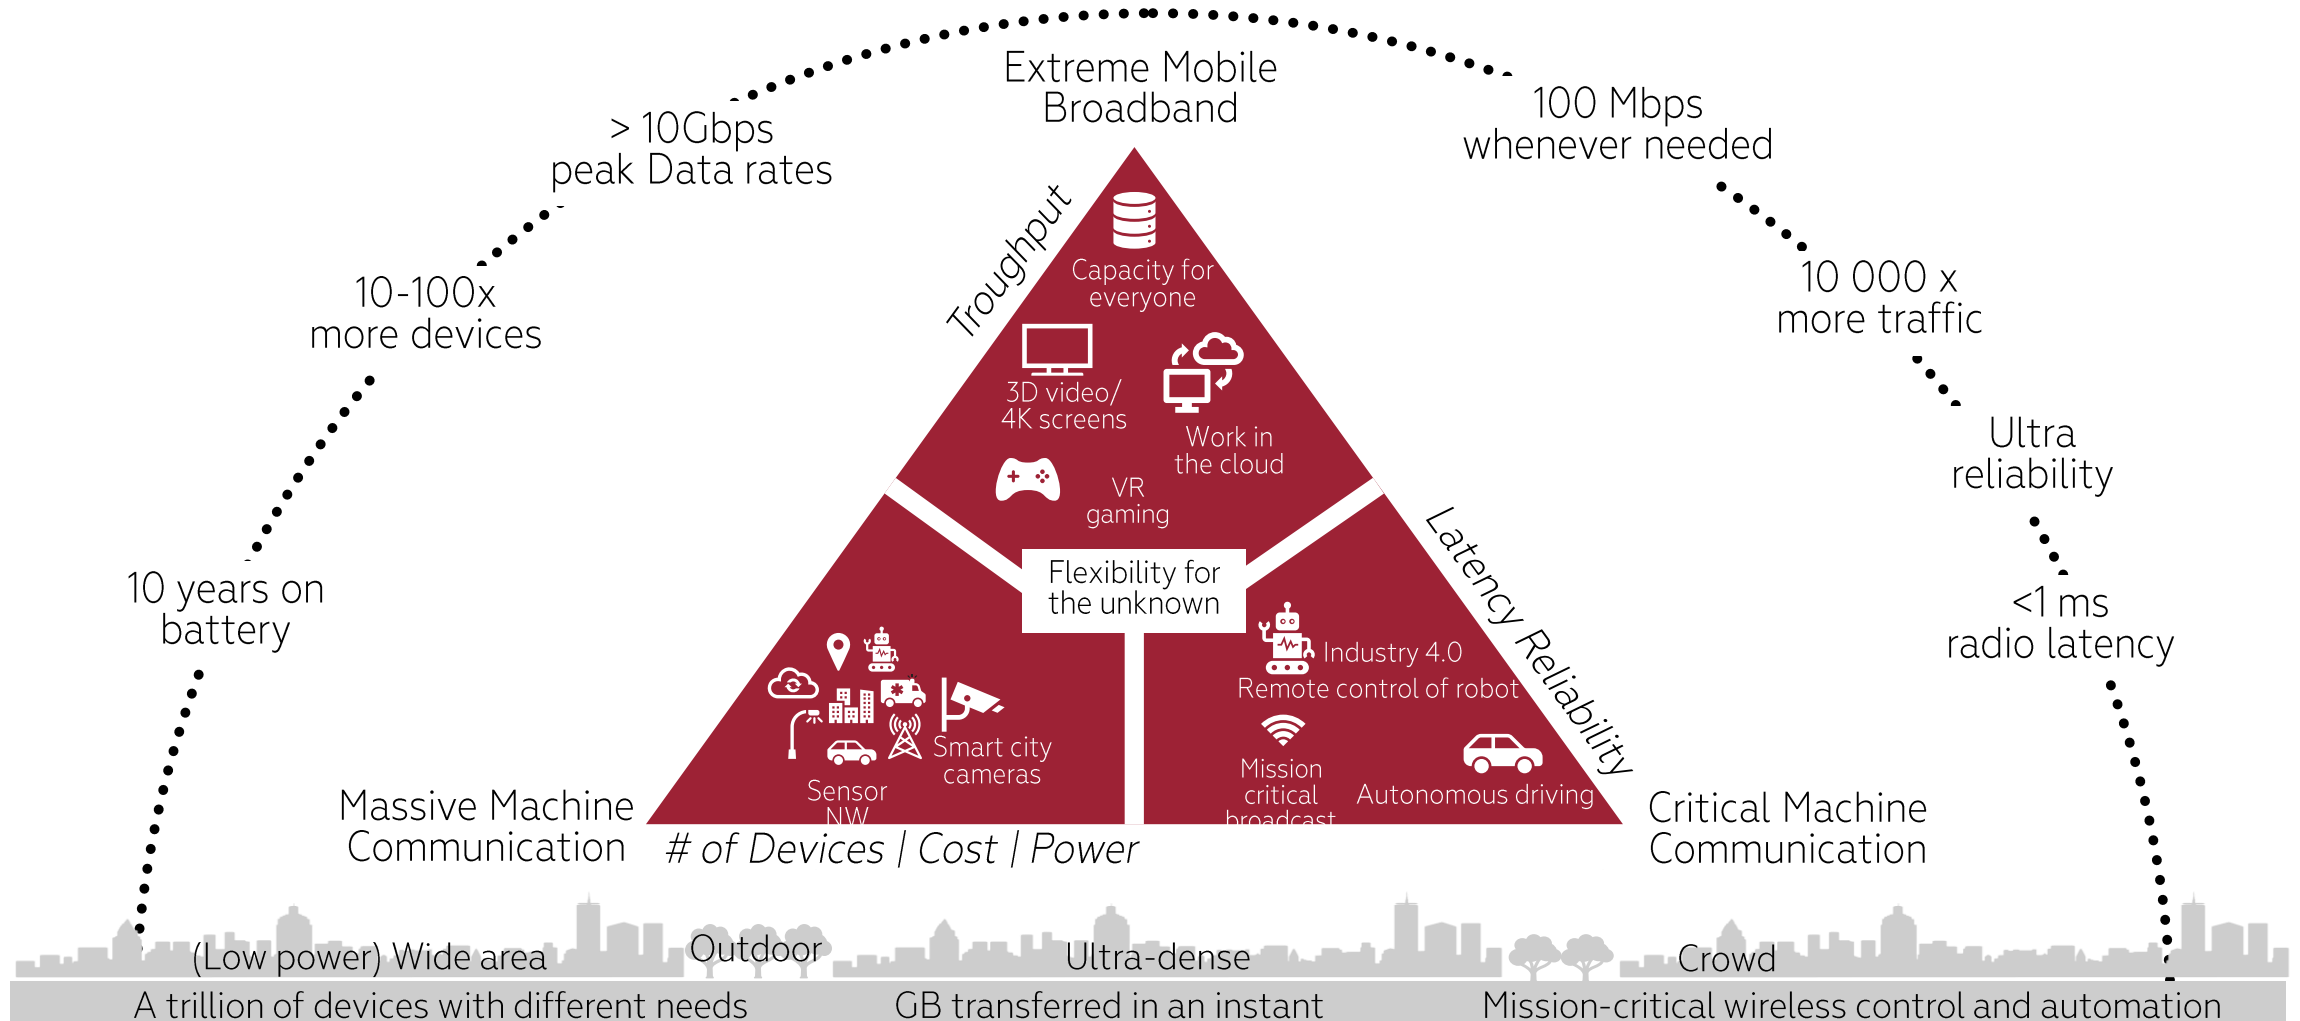 Extreme Mobile
Broadband
> 10Gbps
peak Data rates
100 Mbps
whenever needed
10-100x
more devices
10 000 x
more traffic
Ultra
reliability
10 years on
battery
<1 ms
radio latency
Troughput
Capacity for
everyone
3D video/
4K screens
Work in
the cloud
VR
gaming
Flexibility for
the unknown
Latency Reliability
Industry 4.0
Remote control of robot
Smart city
cameras
Sensor
NW
Mission
critical
broadcast
Autonomous driving
Massive Machine
Communication
# of Devices | Cost | Power
Critical Machine
Communication
(Low power) Wide area
Outdoor
Ultra-dense
Crowd
A trillion of devices with different needs
GB transferred in an instant
Mission-critical wireless control and automation